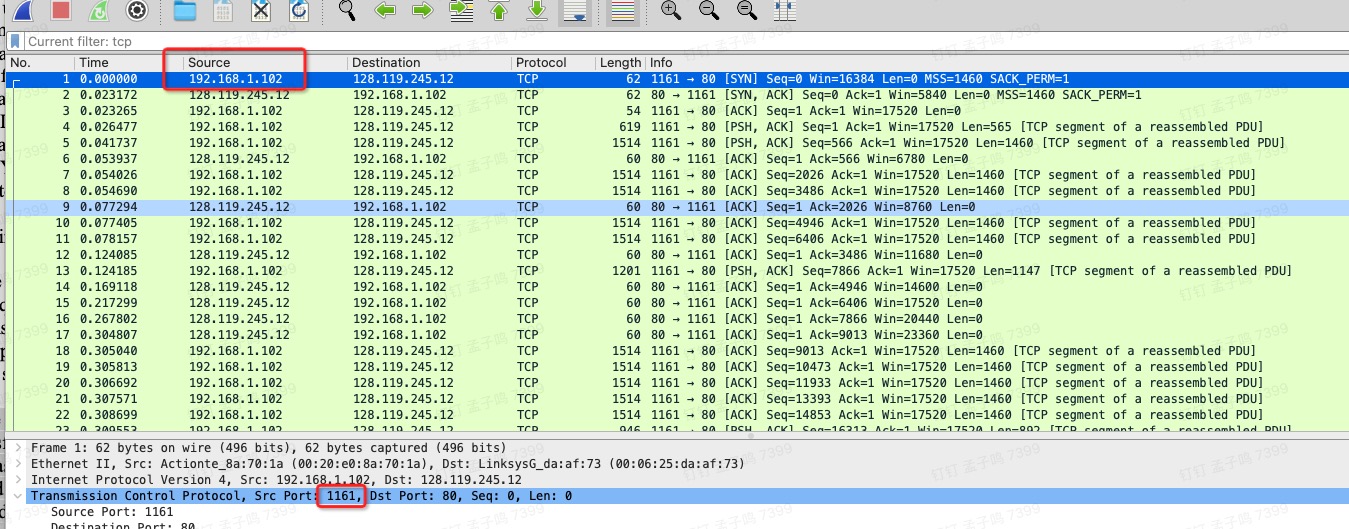 Current filter: tcp
No. Time Source Destination Protocol Length Info
1 0.000000 192.168.1.102 128.119.245.12 TCP 62 1161 → 80 [SYN] Seq=0 Win=16384 Len=0 MSS=1460 SACK_PERM=1
2 0.023172 128.119.245.12 192.168.1.102 TCP 62 80 → 1161 [SYN, ACK] Seq=0 Ack=1 Win=5840 Len=0 MSS=1460 SACK_PERM=1
3 0.023265 192.168.1.102 128.119.245.12 TCP 54 1161 → 80 [ACK] Seq=1 Ack=1 Win=17520 Len=0
4 0.026477 192.168.1.102 128.119.245.12 TCP 619 1161 → 80 [PSH, ACK] Seq=1 Ack=1 Win=17520 Len=565 [TCP segment of a reassembled PDU]
5 0.041737 192.168.1.102 128.119.245.12 TCP 1514 1161 → 80 [PSH, ACK] Seq=566 Ack=1 Win=17520 Len=1460 [TCP segment of a reassembled PDU]
6 0.053937 128.119.245.12 192.168.1.102 TCP 60 80 → 1161 [ACK] Seq=1 Ack=566 Win=6780 Len=0
7 0.054026 192.168.1.102 128.119.245.12 TCP 1514 1161 → 80 [ACK] Seq=2026 Ack=1 Win=17520 Len=1460 [TCP segment of a reassembled PDU]
8 0.054690 192.168.1.102 128.119.245.12 TCP 1514 1161 → 80 [ACK] Seq=3486 Ack=1 Win=17520 Len=1460 [TCP segment of a reassembled PDU]
9 0.077294 128.119.245.12 192.168.1.102 TCP 60 80 → 1161 [ACK] Seq=1 Ack=2026 Win=8760 Len=0
10 0.077405 192.168.1.102 128.119.245.12 TCP 1514 1161 → 80 [ACK] Seq=4946 Ack=1 Win=17520 Len=1460 [TCP segment of a reassembled PDU]
11 0.078157 192.168.1.102 128.119.245.12 TCP 1514 1161 → 80 [ACK] Seq=6406 Ack=1 Win=17520 Len=1460 [TCP segment of a reassembled PDU]
12 0.124085 128.119.245.12 192.168.1.102 TCP 60 80 → 1161 [ACK] Seq=1 Ack=3486 Win=11680 Len=0
13 0.124185 192.168.1.102 128.119.245.12 TCP 1201 1161 → 80 [PSH, ACK] Seq=7866 Ack=1 Win=17520 Len=1147 [TCP segment of a reassembled PDU]
14 0.169118 128.119.245.12 192.168.1.102 TCP 60 80 → 1161 [ACK] Seq=1 Ack=4946 Win=14600 Len=0
15 0.217299 128.119.245.12 192.168.1.102 TCP 60 80 → 1161 [ACK] Seq=1 Ack=6406 Win=17520 Len=0
16 0.267802 128.119.245.12 192.168.1.102 TCP 60 80 → 1161 [ACK] Seq=1 Ack=7866 Win=20440 Len=0
17 0.304807 128.119.245.12 192.168.1.102 TCP 60 80 → 1161 [ACK] Seq=1 Ack=9013 Win=23360 Len=0
18 0.305040 192.168.1.102 128.119.245.12 TCP 1514 1161 → 80 [ACK] Seq=9013 Ack=1 Win=17520 Len=1460 [TCP segment of a reassembled PDU]
19 0.305813 192.168.1.102 128.119.245.12 TCP 1514 1161 → 80 [ACK] Seq=10473 Ack=1 Win=17520 Len=1460 [TCP segment of a reassembled PDU]
20 0.306692 192.168.1.102 128.119.245.12 TCP 1514 1161 → 80 [ACK] Seq=11933 Ack=1 Win=17520 Len=1460 [TCP segment of a reassembled PDU]
21 0.307571 192.168.1.102 128.119.245.12 TCP 1514 1161 → 80 [ACK] Seq=13393 Ack=1 Win=17520 Len=1460 [TCP segment of a reassembled PDU]
22 0.308699 192.168.1.102 128.119.245.12 TCP 1514 1161 → 80 [ACK] Seq=14853 Ack=1 Win=17520 Len=1460 [TCP segment of a reassembled PDU]
23 0.309553 192.168.1.102 128.119.245.12 TCP 946 1161 → 80 [PSH, ACK] Seq=16313 Ack=1 Win=17520 Len=892 [TCP segment of a reassembled PDU]
Frame 1: 62 bytes on wire (496 bits), 62 bytes captured (496 bits)
Ethernet II, Src: Actionte_8a:70:1a (00:20:e0:8a:70:1a), Dst: LinksysG_da:af:73 (00:06:25:da:af:73)
Internet Protocol Version 4, Src: 192.168.1.102, Dst: 128.119.245.12
Transmission Control Protocol, Src Port: 1161, Dst Port: 80, Seq: 0, Len: 0
Source Port: 1161
Destination Port: 80